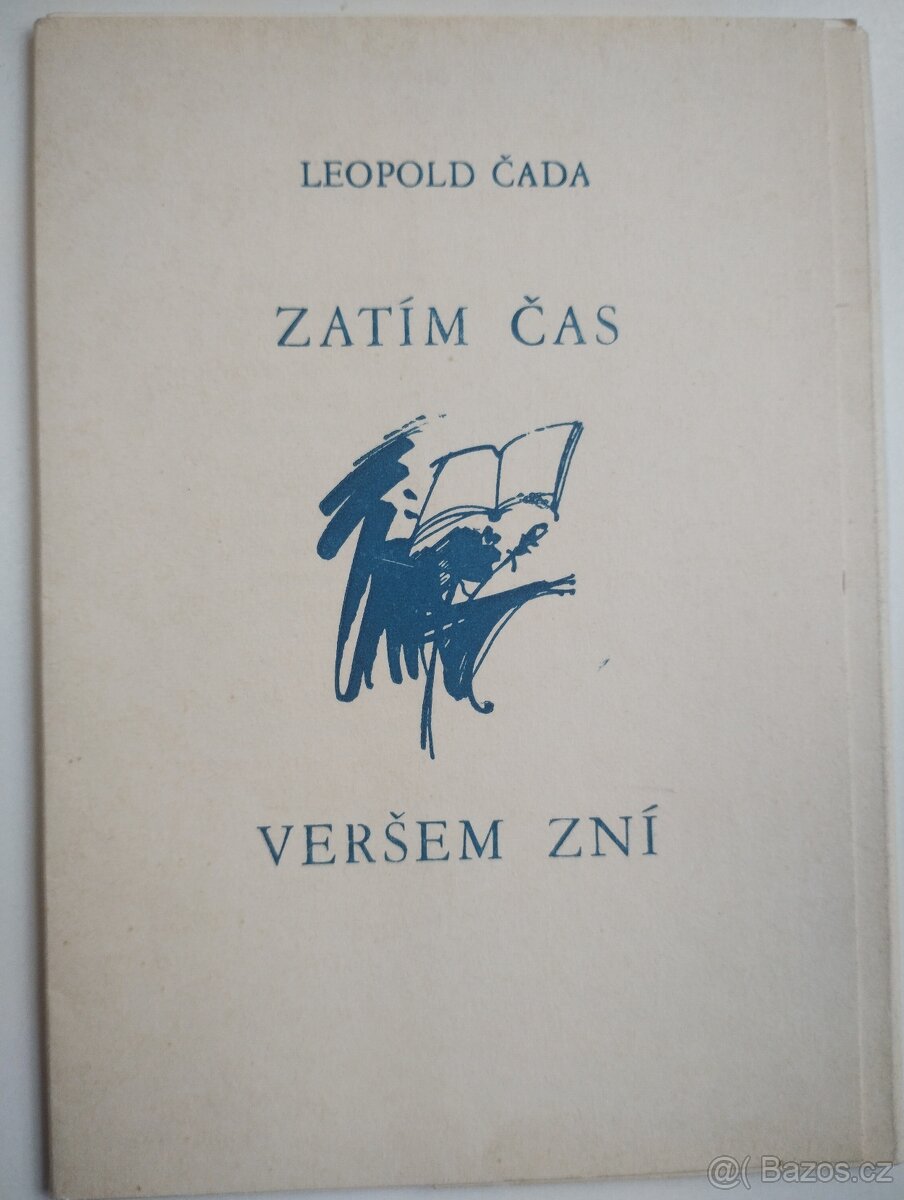 LEOPOLD ČADA
ZATÍM ČAS
VERŠEM ZNÍ
@( Bazos.cz